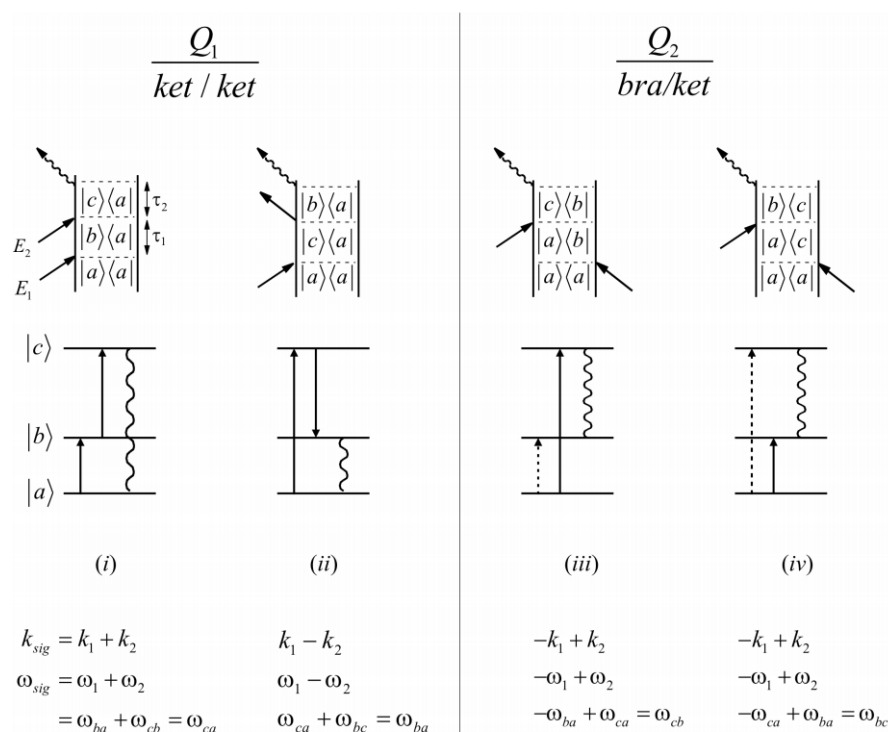 Q₁
ket / ket
Q₂
bra/ket
|c⟩⟨a| τ₂
E₂ |b⟩⟨a| τ₁
E₁ |a⟩⟨a|
|b⟩⟨a|
|c⟩⟨a|
|a⟩⟨a|
|c⟩⟨b|
|a⟩⟨b|
|a⟩⟨a|
|b⟩⟨c|
|a⟩⟨c|
|a⟩⟨a|
|c⟩
|b⟩
|a⟩
(i) (ii) (iii) (iv)
k_sig = k₁ + k₂ k₁ − k₂ −k₁ + k₂ −k₁ + k₂
ω_sig = ω₁ + ω₂ ω₁ − ω₂ −ω₁ + ω₂ −ω₁ + ω₂
= ω_ba + ω_cb = ω_ca ω_ca + ω_bc = ω_ba −ω_ba + ω_ca = ω_cb −ω_ca + ω_ba = ω_bc